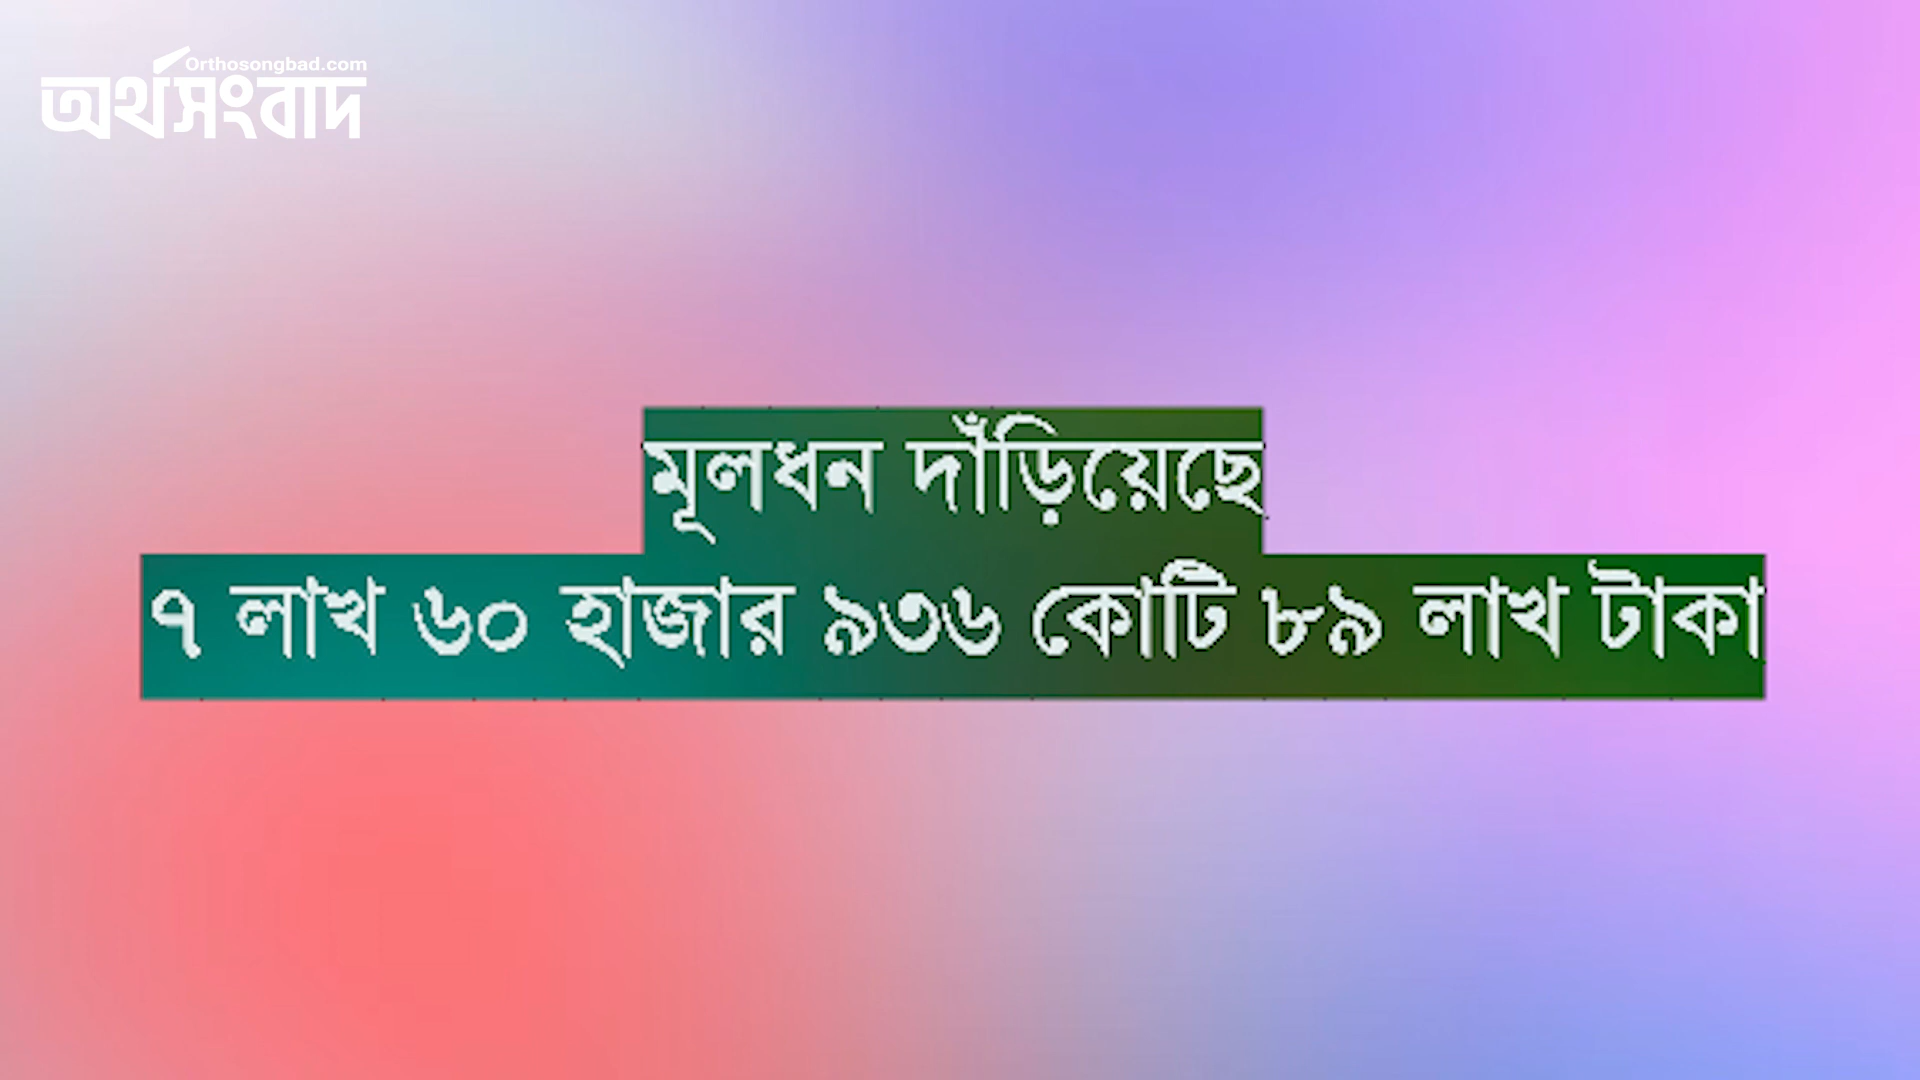 Orthosongbad.com
অর্থসংবাদ
মূলধন দাঁড়িয়েছে
৭ লাখ ৬০ হাজার ৯৩৬ কোটি ৮৯ লাখ টাকা